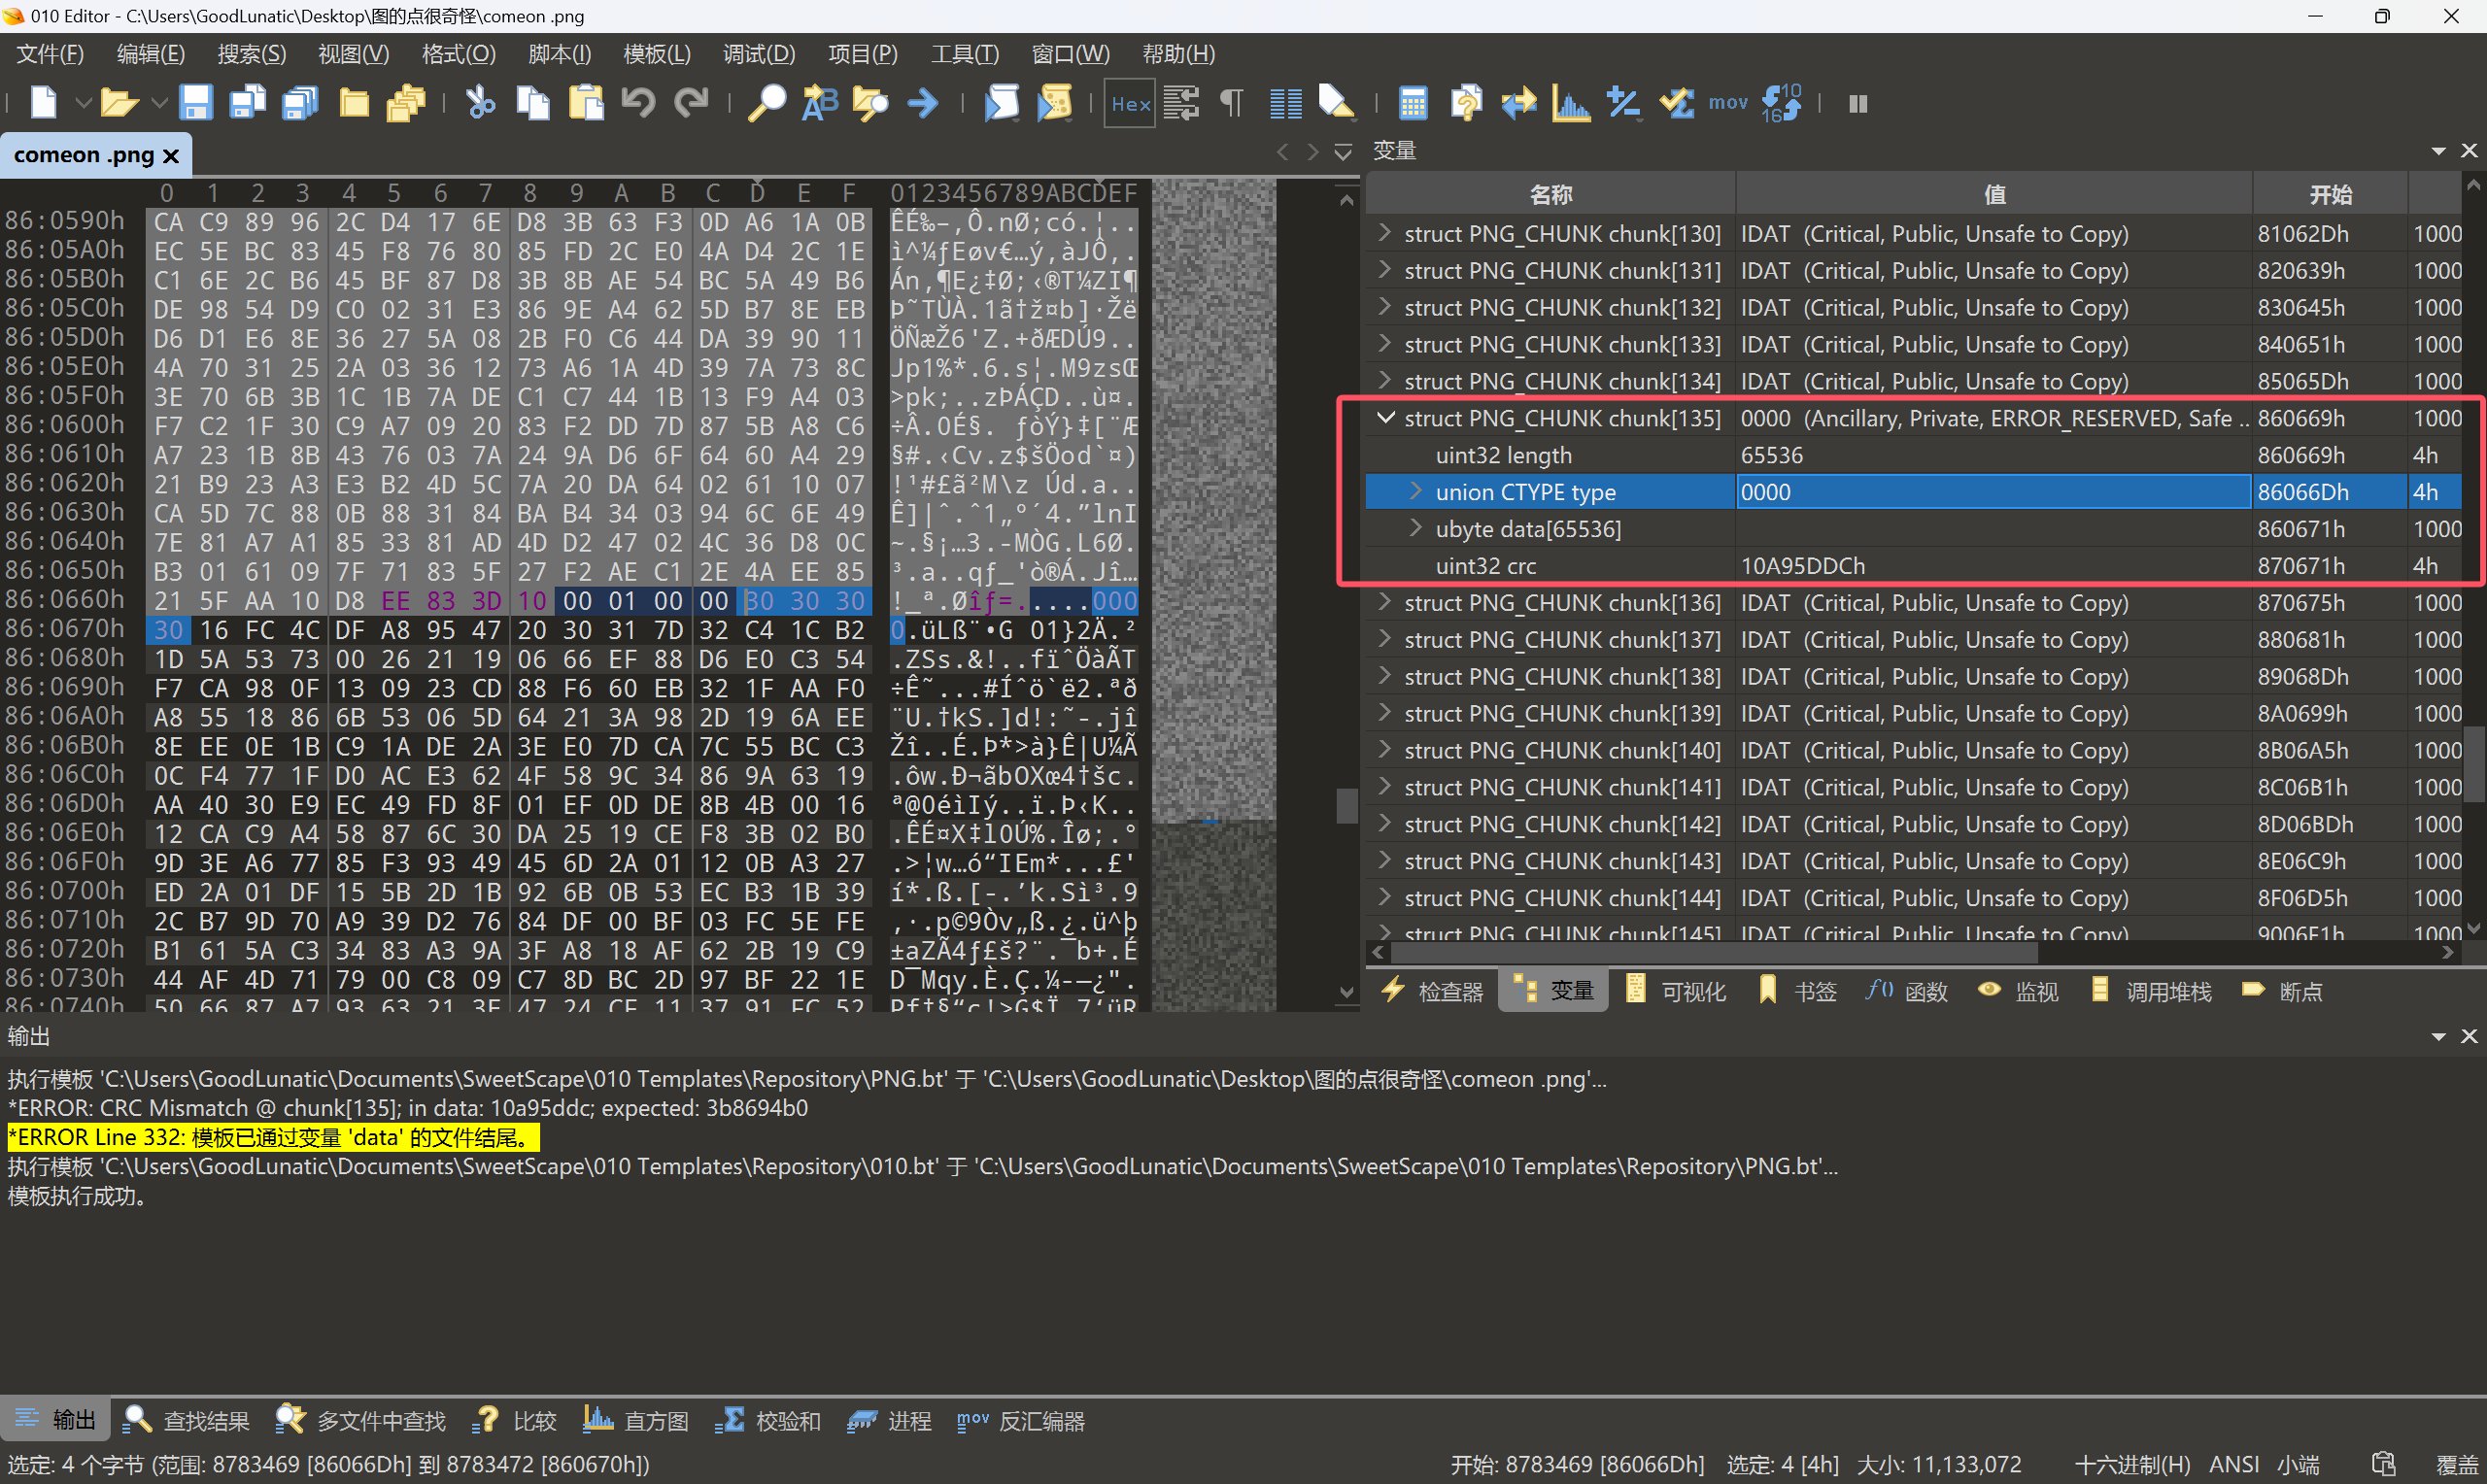 010 Editor - C:\Users\GoodLunatic\Desktop\图的点很奇怪\comeon .png
文件(F) 编辑(E) 搜索(S) 视图(V) 格式(O) 脚本(I) 模板(L) 调试(D) 项目(P) 工具(T) 窗口(W) 帮助(H)
Hex mov 10 16
comeon .png
0 1 2 3 4 5 6 7 8 9 A B C D E F 0123456789ABCDEF
86:0590h CA C9 89 96 2C D4 17 6E D8 3B 63 F3 0D A6 1A 0B ÊÉ‰–,Ô.nØ;có.¦..
86:05A0h EC 5E BC 83 45 F8 76 80 85 FD 2C E0 4A D4 2C 1E ì^¼ƒEøv€…ý,àJÔ,.
86:05B0h C1 6E 2C B6 45 BF 87 D8 3B 8B AE 54 BC 5A 49 B6 Án,¶E¿‡Ø;‹®T¼ZI¶
86:05C0h DE 98 54 D9 C0 02 31 E3 86 9E A4 62 5D B7 8E EB Þ˜TÙÀ.1ã†ž¤b]·Žë
86:05D0h D6 D1 E6 8E 36 27 5A 08 2B F0 C6 44 DA 39 90 11 ÖÑæŽ6'Z.+ðÆDÚ9..
86:05E0h 4A 70 31 25 2A 03 36 12 73 A6 1A 4D 39 7A 73 8C Jp1%*.6.s¦.M9zsŒ
86:05F0h 3E 70 6B 3B 1C 1B 7A DE C1 C7 44 1B 13 F9 A4 03 >pk;..zÞÁÇD..ù¤.
86:0600h F7 C2 1F 30 C9 A7 09 20 83 F2 DD 7D 87 5B A8 C6 ÷Â.0É§. ƒòÝ}‡[¨Æ
86:0610h A7 23 1B 8B 43 76 03 7A 24 9A D6 6F 64 60 A4 29 §#.‹Cv.z$šÖod`¤)
86:0620h 21 B9 23 A3 E3 B2 4D 5C 7A 20 DA 64 02 61 10 07 !¹#£ã²M\z Úd.a..
86:0630h CA 5D 7C 88 0B 88 31 84 BA B4 34 03 94 6C 6E 49 Ê]|ˆ.ˆ1„º´4.”lnI
86:0640h 7E 81 A7 A1 85 33 81 AD 4D D2 47 02 4C 36 D8 0C ~.§¡…3.-MÒG.L6Ø.
86:0650h B3 01 61 09 7F 71 83 5F 27 F2 AE C1 2E 4A EE 85 ³.a..qƒ_'ò®Á.Jî…
86:0660h 21 5F AA 10 D8 EE 83 3D 10 00 01 00 00 30 30 30 !_ª.Øîƒ=.....000
86:0670h 30 16 FC 4C DF A8 95 47 20 30 31 7D 32 C4 1C B2 0.üLß¨•G 01}2Ä.²
86:0680h 1D 5A 53 73 00 26 21 19 06 66 EF 88 D6 E0 C3 54 .ZSs.&!..fïˆÖàÃT
86:0690h F7 CA 98 0F 13 09 23 CD 88 F6 60 EB 32 1F AA F0 ÷Ê˜...#Íˆö`ë2.ªð
86:06A0h A8 55 18 86 6B 53 06 5D 64 21 3A 98 2D 19 6A EE ¨U.†kS.]d!:˜-.jî
86:06B0h 8E EE 0E 1B C9 1A DE 2A 3E E0 7D CA 7C 55 BC C3 Žî..É.Þ*>à}Ê|U¼Ã
86:06C0h 0C F4 77 1F D0 AC E3 62 4F 58 9C 34 86 9A 63 19 .ôw.Ð¬ãbOXœ4†šc.
86:06D0h AA 40 30 E9 EC 49 FD 8F 01 EF 0D DE 8B 4B 00 16 ª@0éìIý..ï.Þ‹K..
86:06E0h 12 CA C9 A4 58 87 6C 30 DA 25 19 CE F8 3B 02 B0 .ÊÉ¤X‡l0Ú%.Îø;.°
86:06F0h 9D 3E A6 77 85 F3 93 49 45 6D 2A 01 12 0B A3 27 .>¦w…ó“IEm*...£'
86:0700h ED 2A 01 DF 15 5B 2D 1B 92 6B 0B 53 EC B3 1B 39 í*.ß.[-.’k.Sì³.9
86:0710h 2C B7 9D 70 A9 39 D2 76 84 DF 00 BF 03 FC 5E FE ,·.p©9Òv„ß.¿.ü^þ
86:0720h B1 61 5A C3 34 83 A3 9A 3F A8 18 AF 62 2B 19 C9 ±aZÃ4ƒ£š?¨.¯b+.É
86:0730h 44 AF 4D 71 79 00 C8 09 C7 8D BC 2D 97 BF 22 1E D¯Mqy.È.Ç.¼-—¿".
86:0740h 50 66 87 A7 93 63 21 3E 47 24 CF 11 37 91 FC 52 Pf‡§“c!>G$Ï.7‘üR
变量
名称 值 开始
struct PNG_CHUNK chunk[130] IDAT (Critical, Public, Unsafe to Copy) 81062Dh 1000
struct PNG_CHUNK chunk[131] IDAT (Critical, Public, Unsafe to Copy) 820639h 1000
struct PNG_CHUNK chunk[132] IDAT (Critical, Public, Unsafe to Copy) 830645h 1000
struct PNG_CHUNK chunk[133] IDAT (Critical, Public, Unsafe to Copy) 840651h 1000
struct PNG_CHUNK chunk[134] IDAT (Critical, Public, Unsafe to Copy) 85065Dh 1000
struct PNG_CHUNK chunk[135] 0000 (Ancillary, Private, ERROR_RESERVED, Safe .. 860669h 1000
uint32 length 65536 860669h 4h
union CTYPE type 0000 86066Dh 4h
ubyte data[65536] 860671h 1000
uint32 crc 10A95DDCh 870671h 4h
struct PNG_CHUNK chunk[136] IDAT (Critical, Public, Unsafe to Copy) 870675h 1000
struct PNG_CHUNK chunk[137] IDAT (Critical, Public, Unsafe to Copy) 880681h 1000
struct PNG_CHUNK chunk[138] IDAT (Critical, Public, Unsafe to Copy) 89068Dh 1000
struct PNG_CHUNK chunk[139] IDAT (Critical, Public, Unsafe to Copy) 8A0699h 1000
struct PNG_CHUNK chunk[140] IDAT (Critical, Public, Unsafe to Copy) 8B06A5h 1000
struct PNG_CHUNK chunk[141] IDAT (Critical, Public, Unsafe to Copy) 8C06B1h 1000
struct PNG_CHUNK chunk[142] IDAT (Critical, Public, Unsafe to Copy) 8D06BDh 1000
struct PNG_CHUNK chunk[143] IDAT (Critical, Public, Unsafe to Copy) 8E06C9h 1000
struct PNG_CHUNK chunk[144] IDAT (Critical, Public, Unsafe to Copy) 8F06D5h 1000
struct PNG_CHUNK chunk[145] IDAT (Critical, Public, Unsafe to Copy) 9006E1h 1000
检查器 变量 可视化 书签 f() 函数 监视 调用堆栈 断点
输出
执行模板 'C:\Users\GoodLunatic\Documents\SweetScape\010 Templates\Repository\PNG.bt' 于 'C:\Users\GoodLunatic\Desktop\图的点很奇怪\comeon .png'...
*ERROR: CRC Mismatch @ chunk[135]; in data: 10a95ddc; expected: 3b8694b0
*ERROR Line 332: 模板已通过变量 'data' 的文件结尾。
执行模板 'C:\Users\GoodLunatic\Documents\SweetScape\010 Templates\Repository\010.bt' 于 'C:\Users\GoodLunatic\Documents\SweetScape\010 Templates\Repository\PNG.bt'...
模板执行成功。
输出 查找结果 多文件中查找 比较 直方图 校验和 进程 mov 反汇编器
选定: 4 个字节 (范围: 8783469 [86066Dh] 到 8783472 [860670h]) 开始: 8783469 [86066Dh] 选定: 4 [4h] 大小: 11,133,072 十六进制(H) ANSI 小端 覆盖